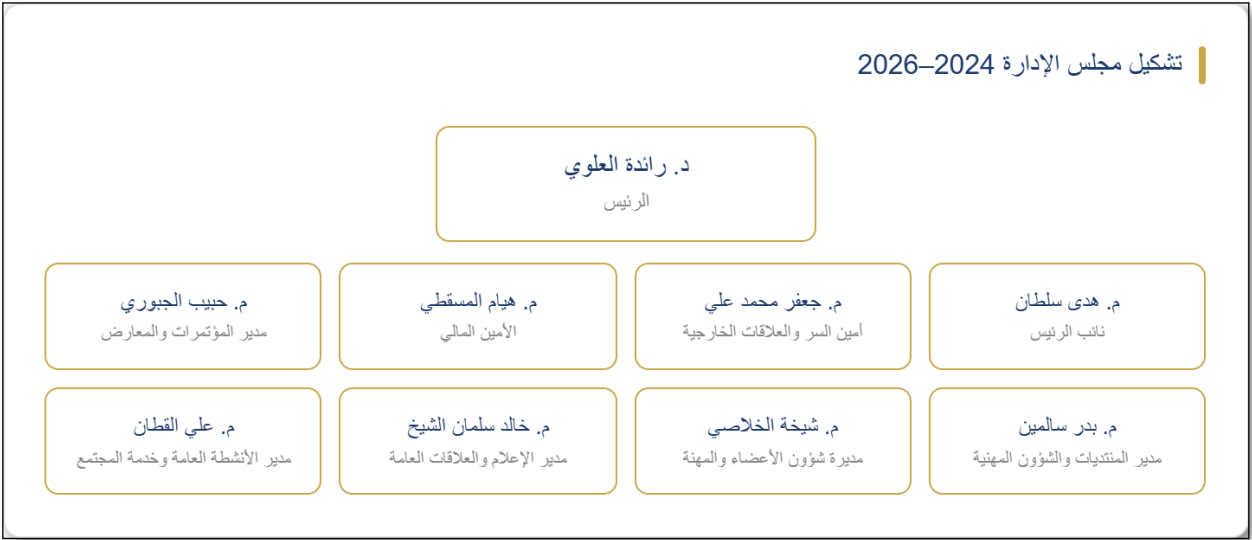 تشكيل مجلس الإدارة 2024–2026
د. رائدة العلوي
الرئيس
م. هدى سلطان
نائب الرئيس
م. جعفر محمد علي
أمين السر والعلاقات الخارجية
م. هيام المسقطي
الأمين المالي
م. حبيب الجبوري
مدير المؤتمرات والمعارض
م. بدر سالمين
مدير المنتديات والشؤون المهنية
م. شيخة الخلاصي
مديرة شؤون الأعضاء والمهنة
م. خالد سلمان الشيخ
مدير الإعلام والعلاقات العامة
م. علي القطان
مدير الأنشطة العامة وخدمة المجتمع